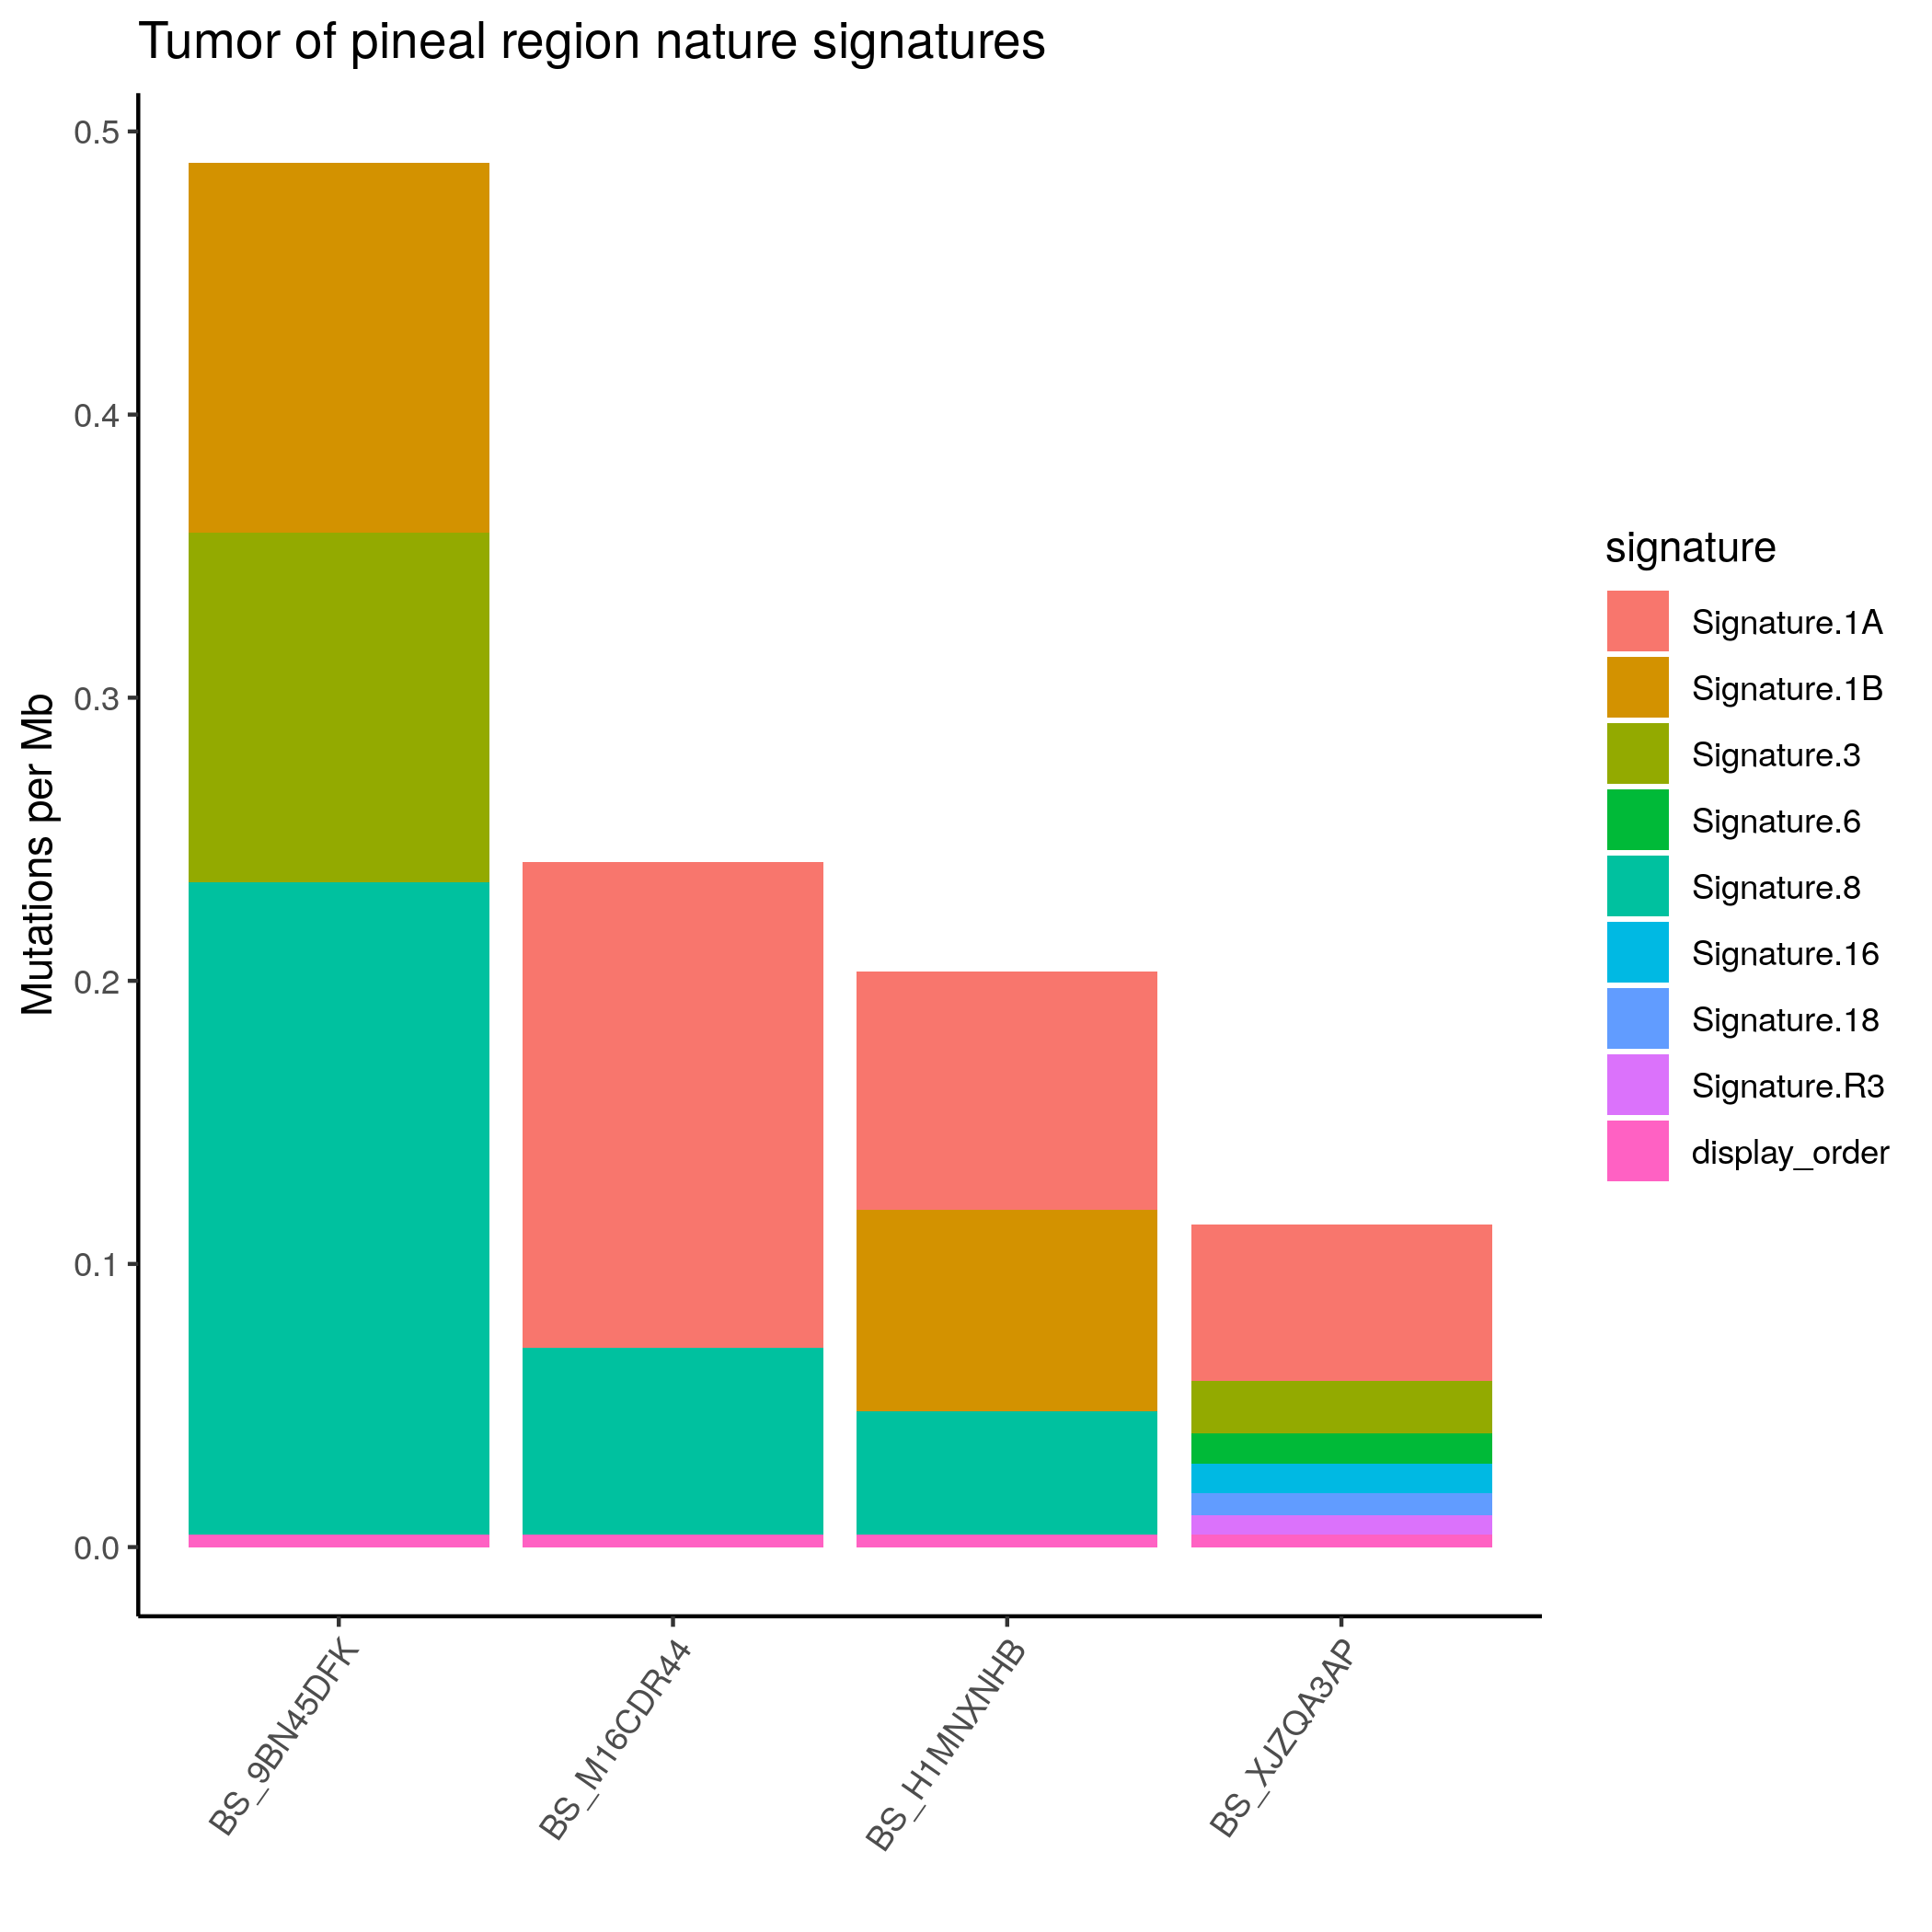 Tumor of pineal region nature signatures
Mutations per Mb
0.5
0.4
0.3
0.2
0.1
0.0
BS_9BN45DFK
BS_M16CDR44
BS_H1MNXNHB
BS_XJZQA3AP
signature
Signature.1A
Signature.1B
Signature.3
Signature.6
Signature.8
Signature.16
Signature.18
Signature.R3
display_order